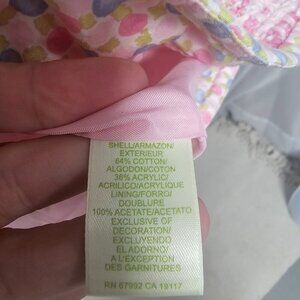 SHELL/ARMAZON/
EXTERIEUR
64% COTTON/
ALGODON/COTON
36% ACRYLIC/
ACRILICO/ACRYLIQUE
LINING/FORRO/
DOUBLURE
100% ACETATE/ACETATO
EXCLUSIVE OF
DECORATION/
EXCLUYENDO
EL ADORNO/
A L'EXCEPTION
DES GARNITURES
RN 67992 CA 19117